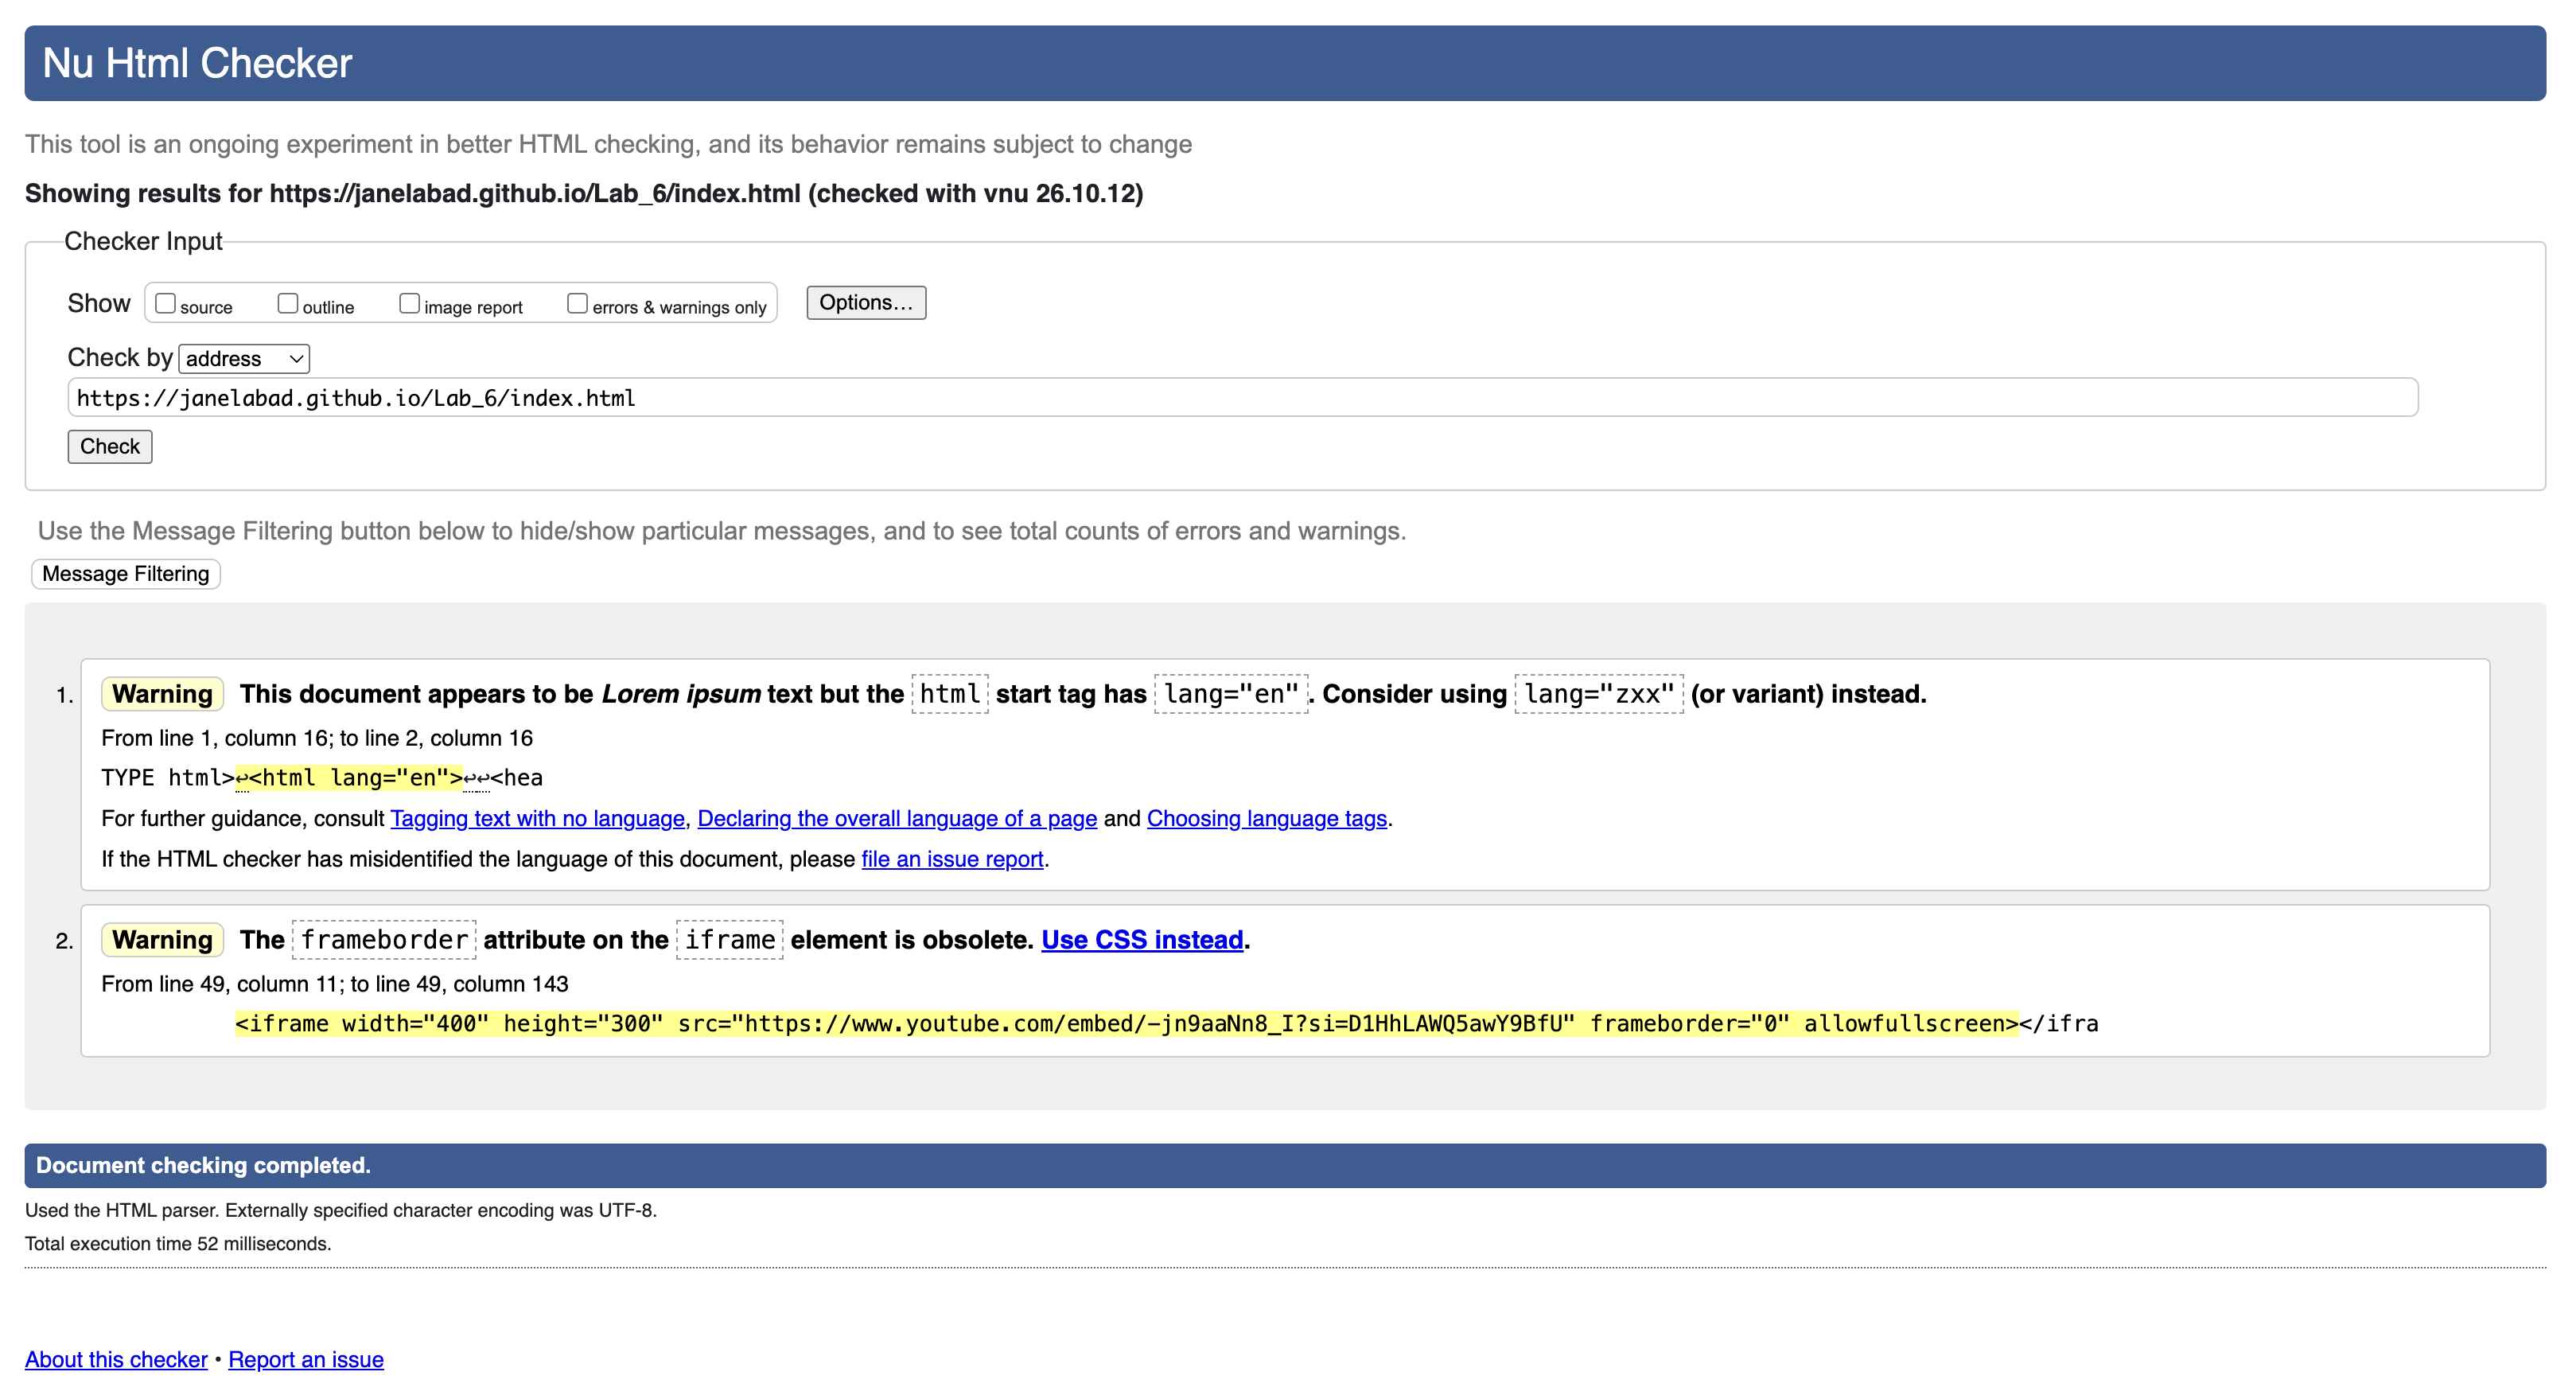 Nu Html Checker
This tool is an ongoing experiment in better HTML checking, and its behavior remains subject to change
Showing results for https://janelabad.github.io/Lab_6/index.html (checked with vnu 26.10.12)
Checker Input
Show source outline image report errors & warnings only Options...
Check by address
https://janelabad.github.io/Lab_6/index.html
Check
Use the Message Filtering button below to hide/show particular messages, and to see total counts of errors and warnings.
Message Filtering
1. Warning This document appears to be Lorem ipsum text but the html start tag has lang="en". Consider using lang="zxx" (or variant) instead.
From line 1, column 16; to line 2, column 16
TYPE html>↩<html lang="en">↩↩<hea
For further guidance, consult Tagging text with no language, Declaring the overall language of a page and Choosing language tags.
If the HTML checker has misidentified the language of this document, please file an issue report.
2. Warning The frameborder attribute on the iframe element is obsolete. Use CSS instead.
From line 49, column 11; to line 49, column 143
<iframe width="400" height="300" src="https://www.youtube.com/embed/-jn9aaNn8_I?si=D1HhLAWQ5awY9BfU" frameborder="0" allowfullscreen></ifra
Document checking completed.
Used the HTML parser. Externally specified character encoding was UTF-8.
Total execution time 52 milliseconds.
About this checker • Report an issue